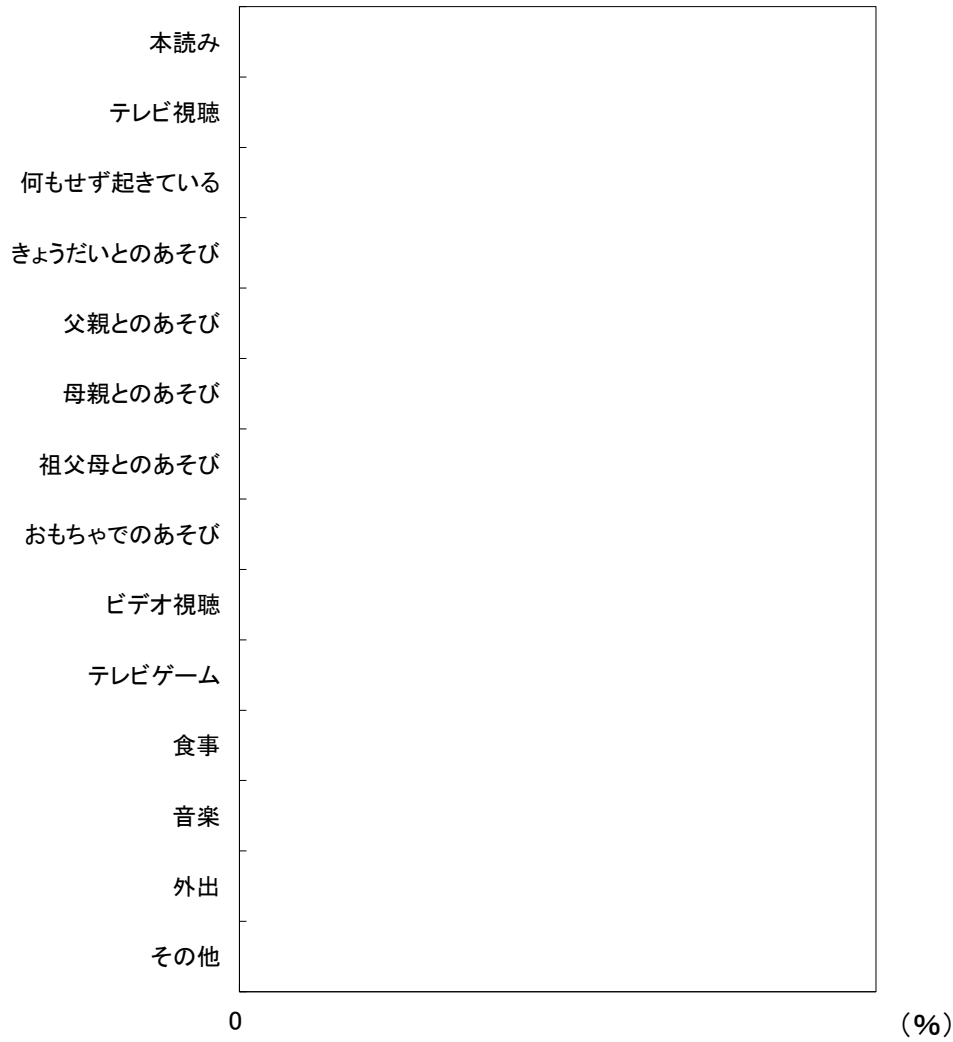 本読み
テレビ視聴
何もせず起きている
きょうだいとのあそび
父親とのあそび
母親とのあそび
祖父母とのあそび
おもちゃでのあそび
ビデオ視聴
テレビゲーム
食事
音楽
外出
その他
0 (%)